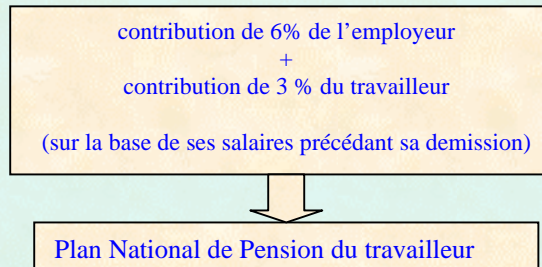 contribution de 6% de l’employeur
+
contribution de 3 % du travailleur
(sur la base de ses salaires précédant sa demission)
Plan National de Pension du travailleur